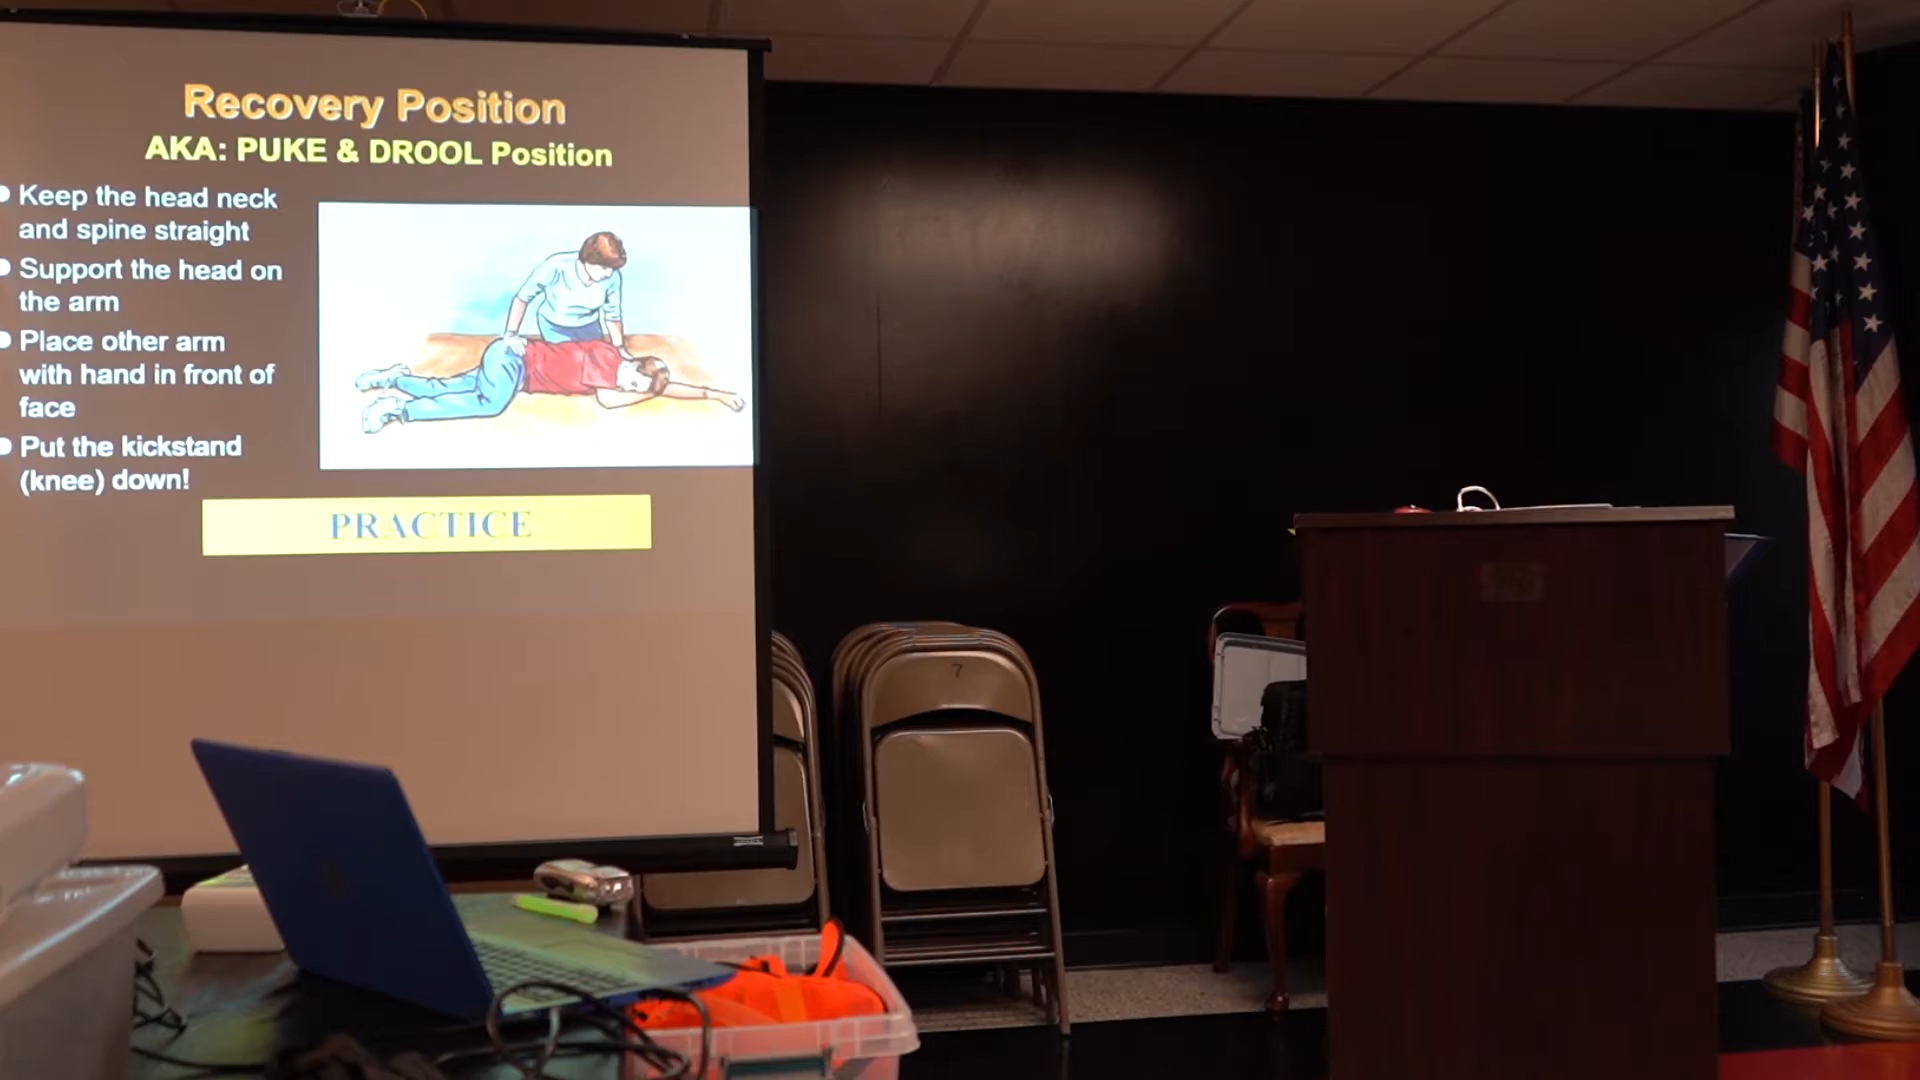 Recovery Position
AKA: PUKE & DROOL Position
Keep the head neck
and spine straight
Support the head on
the arm
Place other arm
with hand in front of
face
Put the kickstand
(knee) down!
PRACTICE
7